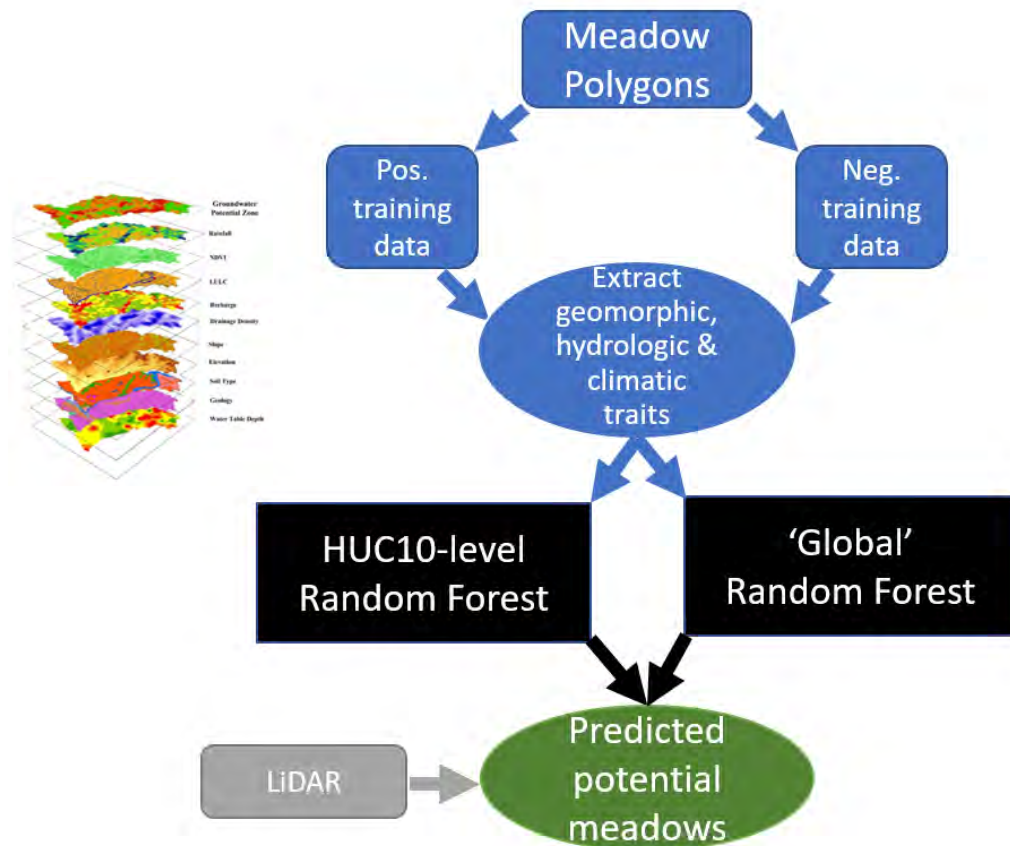 Meadow
Polygons
Pos.
training
data
Neg.
training
data
Extract
geomorphic,
hydrologic &
climatic
traits
Groundwater
Potential Zone
Rainfall
NDVI
LULC
Recharge
Drainage Density
Slope
Elevation
Soil Type
Geology
Water Table Depth
HUC10-level
Random Forest
‘Global’
Random Forest
LiDAR
Predicted
potential
meadows